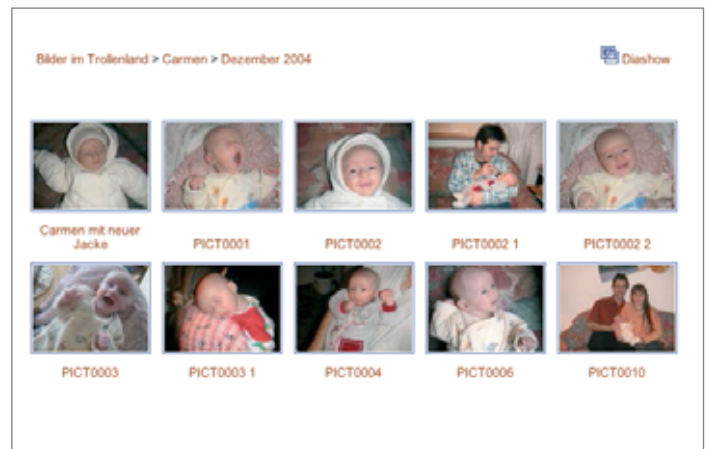 Bilder im Trollenland > Carmen > Dezember 2004
Diashow
Carmen mit neuer
Jacke
PICT0001
PICT0002
PICT0002 1
PICT0002 2
PICT0003
PICT0003 1
PICT0004
PICT0006
PICT0010